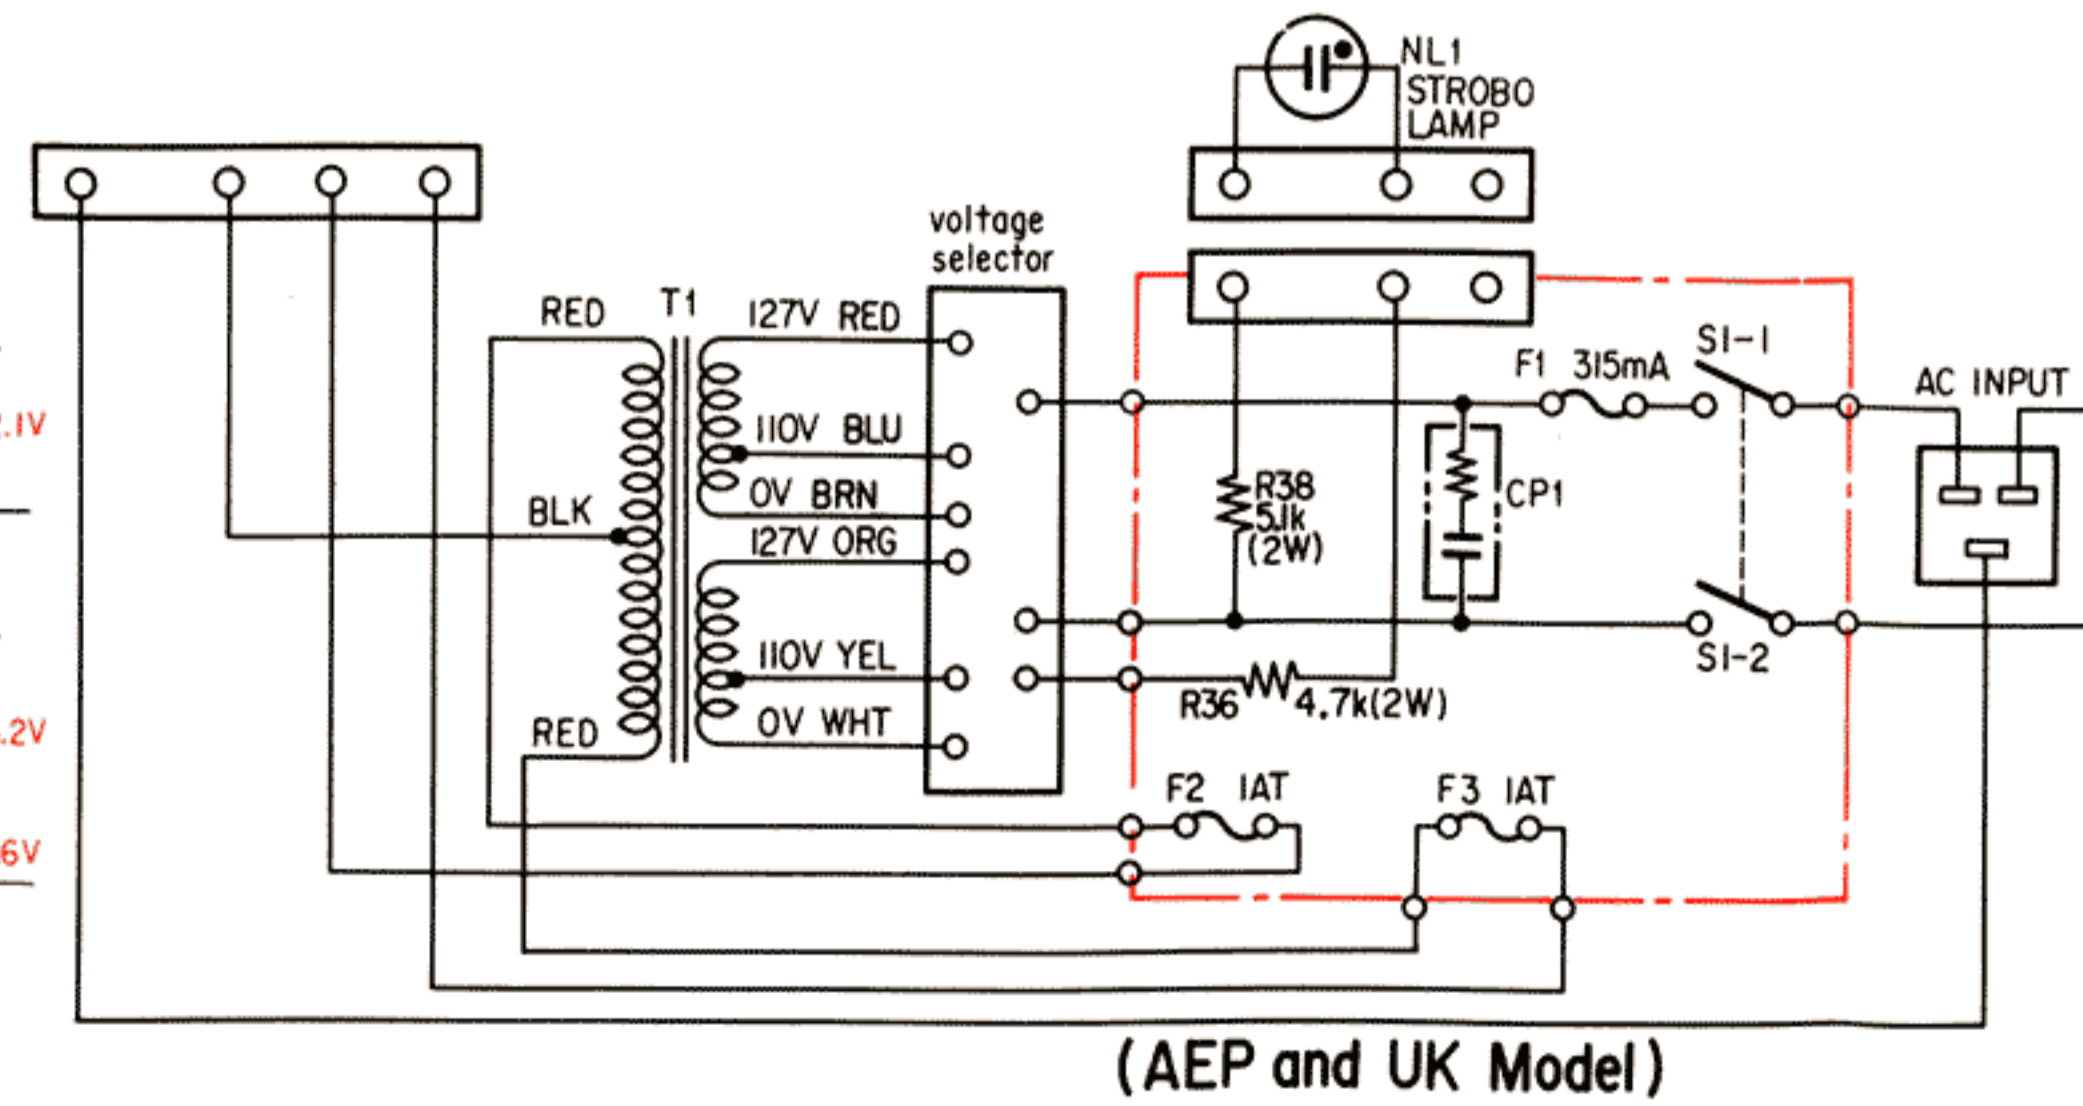 NL1
STROBO
LAMP
voltage
selector
RED
T1
127V RED
S1-1
F1 315mA
AC INPUT
.1V
110V BLU
R38
5.1k
(2W)
CP1
BLK
0V BRN
127V ORG
110V YEL
S1-2
R36
4.7k(2W)
RED
0V WHT
.2V
F2 1AT
F3 1AT
6V
(AEP and UK Model)